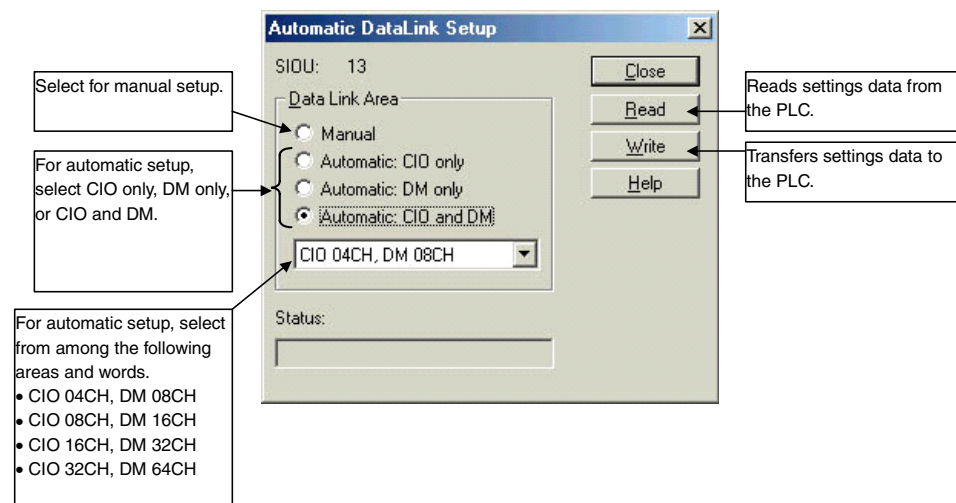 Automatic DataLink Setup
SIOU: 13
Data Link Area
Manual
Automatic: CIO only
Automatic: DM only
Automatic: CIO and DM
CIO 04CH, DM 08CH
Status:
Close
Read
Write
Help
Select for manual setup.
For automatic setup,
select CIO only, DM only,
or CIO and DM.
For automatic setup, select
from among the following
areas and words.
• CIO 04CH, DM 08CH
• CIO 08CH, DM 16CH
• CIO 16CH, DM 32CH
• CIO 32CH, DM 64CH
Reads settings data from
the PLC.
Transfers settings data to
the PLC.